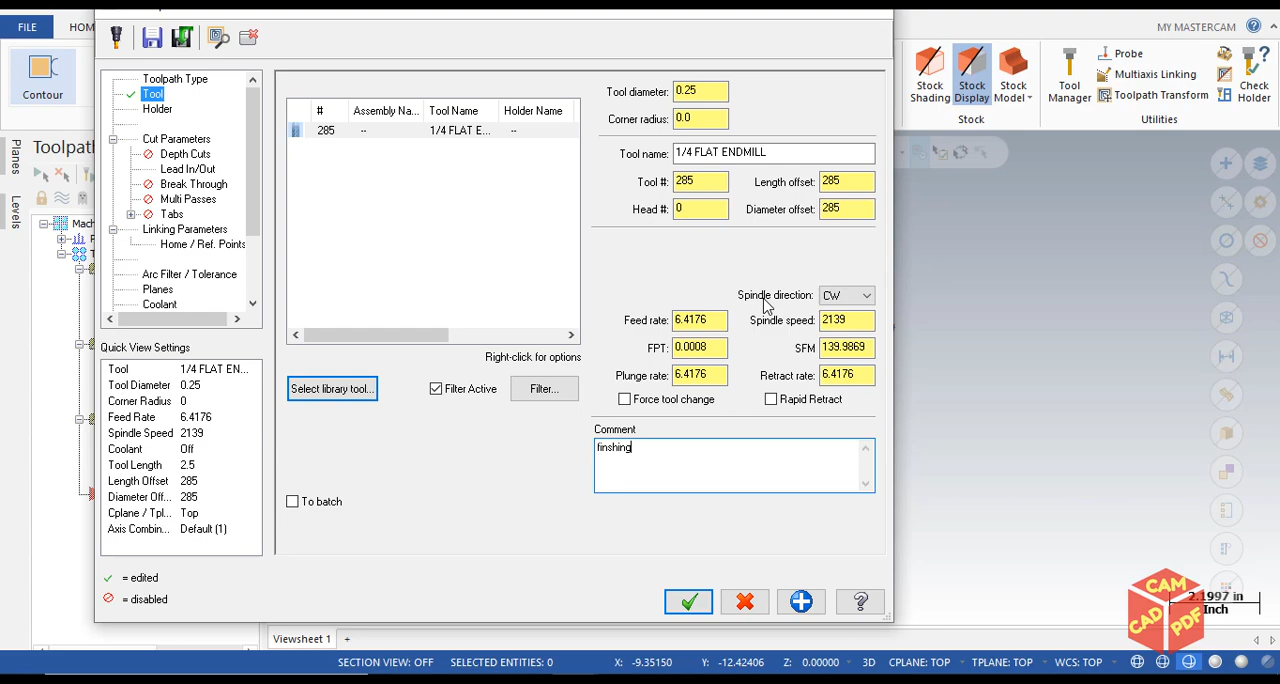 FILE
HOM
MY MASTERCAM
Contour
Stock Shading
Stock Display
Stock Model
Tool Manager
Probe
Multiaxis Linking
Toolpath Transform
Check Holder
Stock
Utilities
Toolpath
Planes
Levels
Mach
Toolpath Type
Tool
Holder
Cut Parameters
Depth Cuts
Lead In/Out
Break Through
Multi Passes
Tabs
Linking Parameters
Home / Ref. Points
Arc Filter / Tolerance
Planes
Coolant
Quick View Settings
Tool 1/4 FLAT EN...
Tool Diameter 0.25
Corner Radius 0
Feed Rate 6.4176
Spindle Speed 2139
Coolant Off
Tool Length 2.5
Length Offset 285
Diameter Off... 285
Cplane / Tpl... Top
Axis Combin... Default (1)
= edited
= disabled
# Assembly Na... Tool Name Holder Name
285 -- 1/4 FLAT E... --
Right-click for options
Select library tool...
Filter Active
Filter...
To batch
Tool diameter: 0.25
Corner radius: 0.0
Tool name: 1/4 FLAT ENDMILL
Tool #: 285 Length offset: 285
Head #: 0 Diameter offset: 285
Spindle direction: CW
Feed rate: 6.4176 Spindle speed: 2139
FPT: 0.0008 SFM 139.9869
Plunge rate: 6.4176 Retract rate: 6.4176
Force tool change Rapid Retract
Comment
finshing
CAM
CAD
PDF
2.1997 in
Inch
Viewsheet 1 +
SECTION VIEW: OFF SELECTED ENTITIES: 0 X: -9.35150 Y: -12.42406 Z: 0.00000 3D CPLANE: TOP TPLANE: TOP WCS: TOP